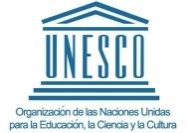 UNESCO
Organización de las Naciones Unidas
para la Educación, la Ciencia y la Cultura